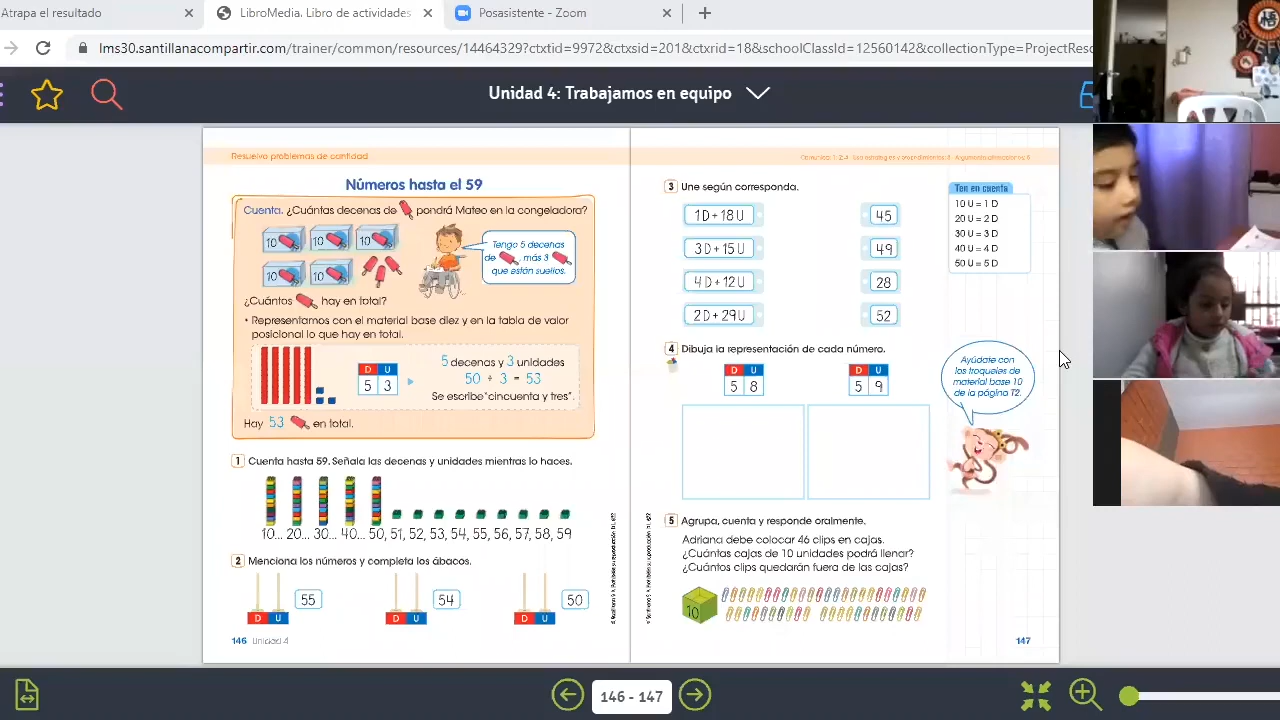 Atrapa el resultado
LibroMedia. Libro de actividades
Posasistente - Zoom
lms30.santillanacompartir.com/trainer/common/resources/14464329?ctxtid=9972&ctxsid=201&ctxrid=18&schoolClassId=12560142&collectionType=ProjectReso
Unidad 4: Trabajamos en equipo
Resuelve problemas de cantidad
Números hasta el 59
Cuenta. ¿Cuántas decenas de pondrá Mateo en la congeladora?
10 10 10
10 10
Tengo 5 decenas
de , más 3
que están sueltos.
¿Cuántos hay en total?
• Representamos con el material base diez y en la tabla de valor
posicional lo que hay en total.
D U
5 3
5 decenas y 3 unidades
50 + 3 = 53
Se escribe "cincuenta y tres".
Hay 53 en total.
1 Cuenta hasta 59. Señala las decenas y unidades mientras lo haces.
10... 20... 30... 40... 50, 51, 52, 53, 54, 55, 56, 57, 58, 59
2 Menciona los números y completa los ábacos.
D U 55
D U 54
D U 50
146 Unidad 4
3 Une según corresponda.
1D + 18U 45
3D + 15U 49
4D + 12U 28
2D + 29U 52
Ten en cuenta
10 U = 1 D
20 U = 2 D
30 U = 3 D
40 U = 4 D
50 U = 5 D
4 Dibuja la representación de cada número.
D U
5 8
D U
5 9
Ayúdate con
los troqueles de
material base 10
de la página T2.
5 Agrupa, cuenta y responde oralmente.
Adriana debe colocar 46 clips en cajas.
¿Cuántas cajas de 10 unidades podrá llenar?
¿Cuántos clips quedarán fuera de las cajas?
10
147
146 - 147